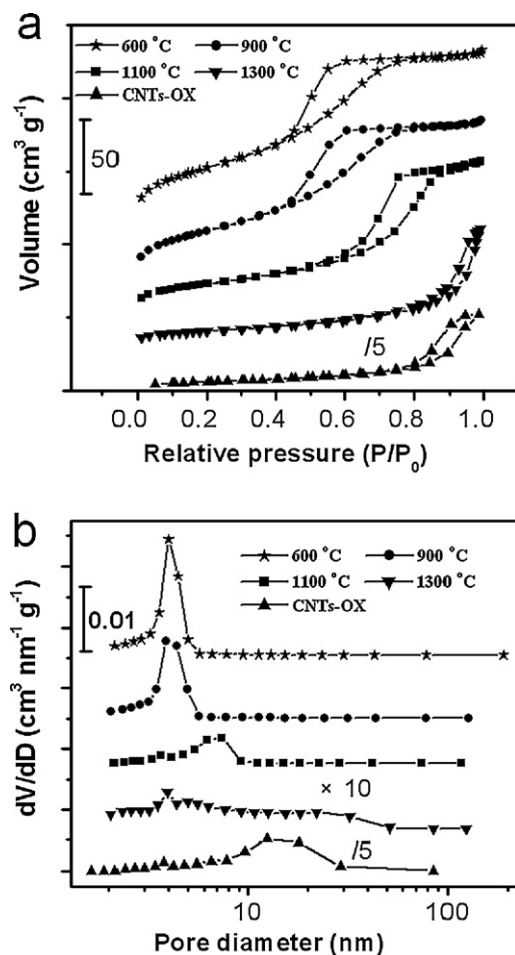 a
600 °C
900 °C
1100 °C
1300 °C
CNTs-OX
50
/5
Volume (cm³ g⁻¹)
0.0 0.2 0.4 0.6 0.8 1.0
Relative pressure (P/P₀)
b
600 °C
900 °C
1100 °C
1300 °C
CNTs-OX
0.01
× 10
/5
dV/dD (cm³ nm⁻¹ g⁻¹)
10 100
Pore diameter (nm)